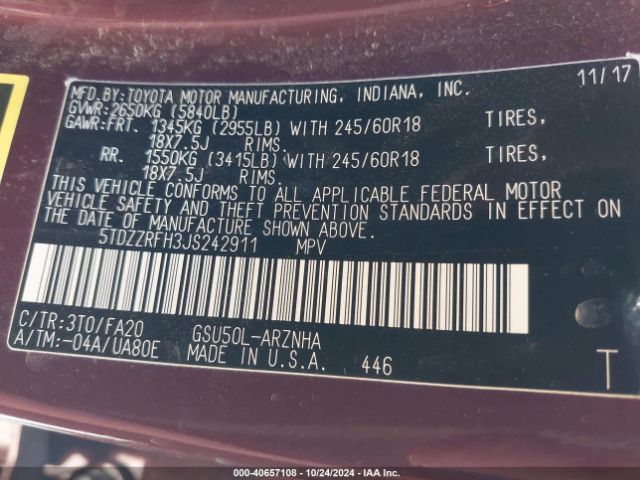 MFD.BY:TOYOTA MOTOR MANUFACTURING, INDIANA, INC. 11/17
GVWR:2650KG (5840LB)
GAWR:FRT. 1345KG (2955LB) WITH 245/60R18 TIRES,
18X7.5J RIMS.
RR. 1550KG (3415LB) WITH 245/60R18 TIRES,
18X7.5J RIMS.
THIS VEHICLE CONFORMS TO ALL APPLICABLE FEDERAL MOTOR
VEHICLE SAFETY AND THEFT PREVENTION STANDARDS IN EFFECT ON
THE DATE OF MANUFACTURE SHOWN ABOVE.
5TDZZRFH3JS242911 MPV
C/TR:3T0/FA20 GSU50L-ARZNHA
A/TM:-04A/UA80E MADE IN U.S.A. 446 T
000-40657108 - 10/24/2024 - IAA Inc.